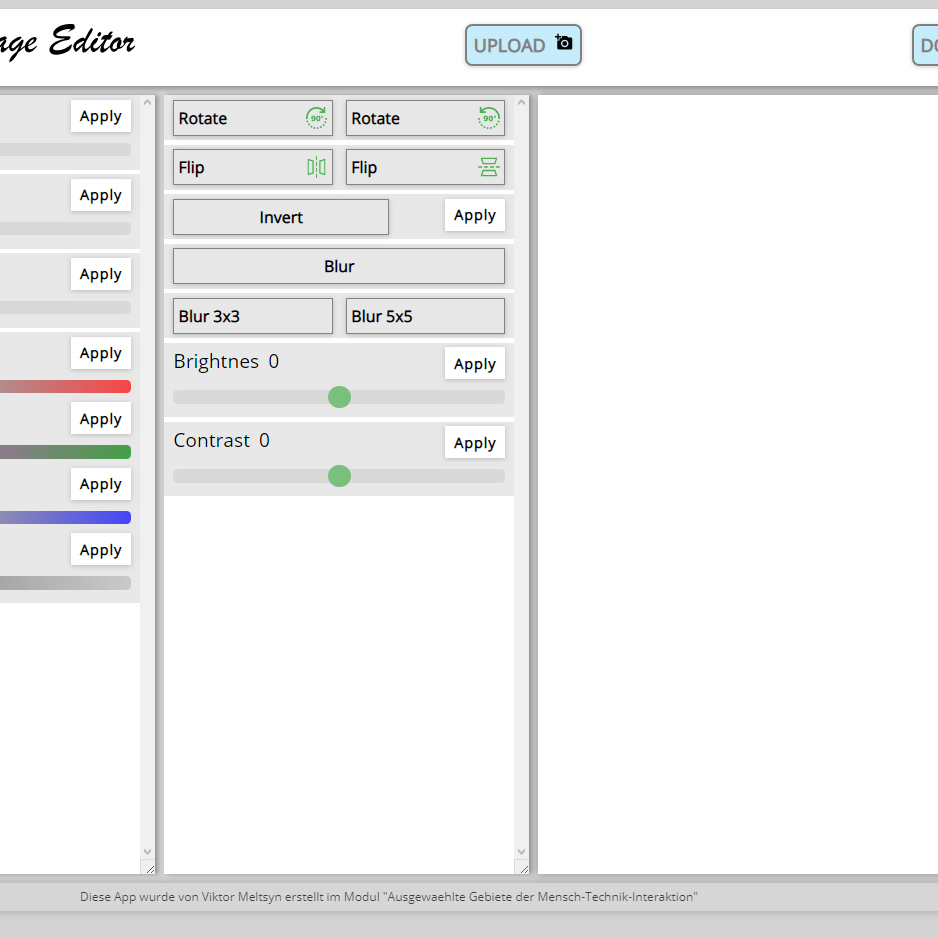 age Editor
UPLOAD
DO
Apply
Apply
Apply
Apply
Apply
Apply
Apply
Rotate 90° Rotate 90°
Flip Flip
Invert Apply
Blur
Blur 3x3 Blur 5x5
Brightnes 0 Apply
Contrast 0 Apply
Diese App wurde von Viktor Meltsyn erstellt im Modul "Ausgewaehlte Gebiete der Mensch-Technik-Interaktion"